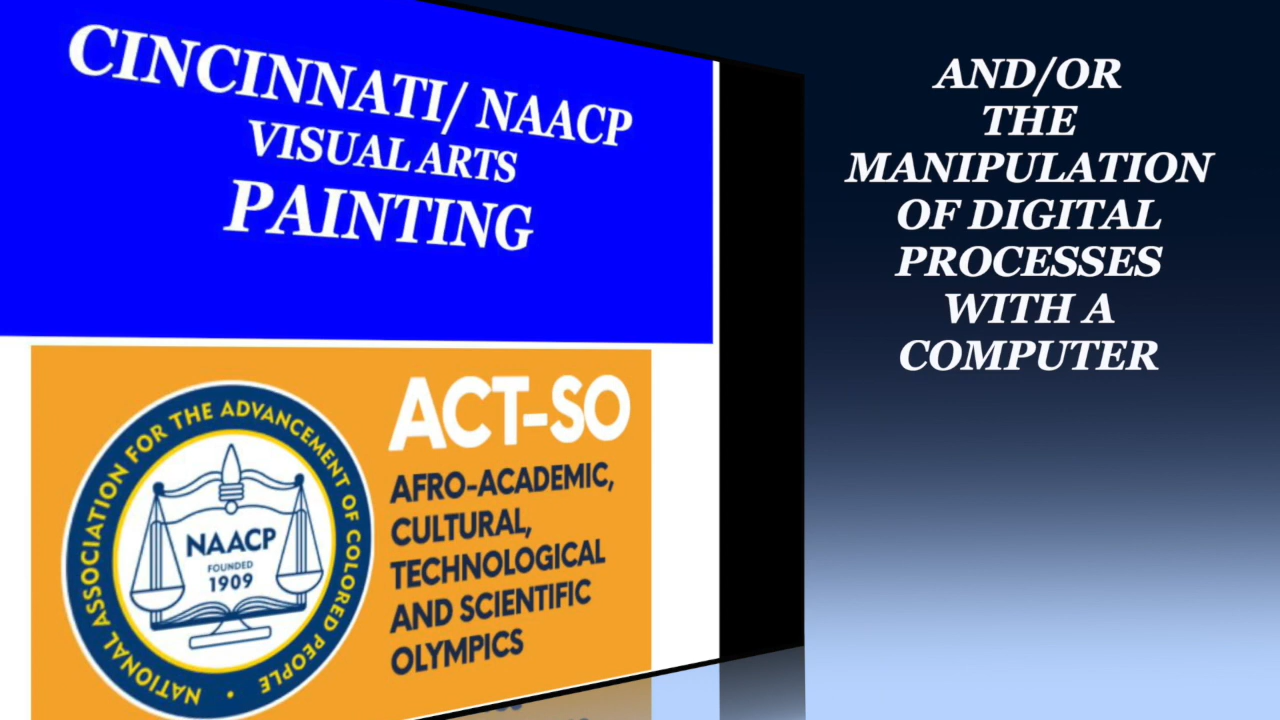 CINCINNATI/ NAACP
VISUAL ARTS
PAINTING
NATIONAL ASSOCIATION FOR THE ADVANCEMENT OF COLORED PEOPLE •
NAACP
FOUNDED
1909
ACT-SO
AFRO-ACADEMIC,
CULTURAL,
TECHNOLOGICAL
AND SCIENTIFIC
OLYMPICS
AND/OR
THE
MANIPULATION
OF DIGITAL
PROCESSES
WITH A
COMPUTER